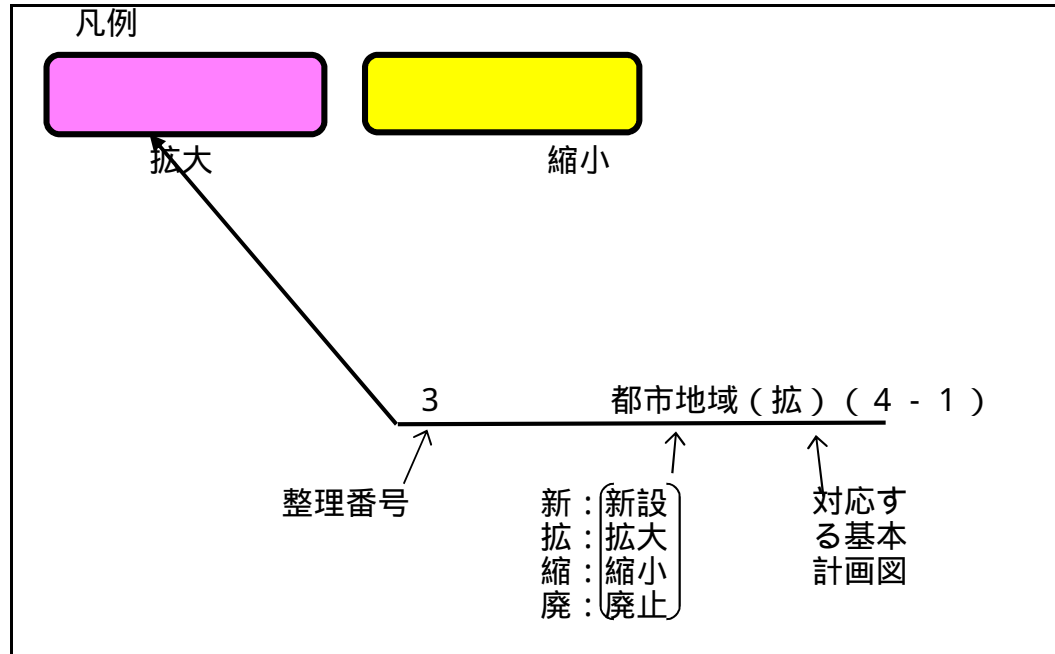 凡例
拡大
縮小
3
都市地域（拡）（4-1）
整理番号
新：新設
拡：拡大
縮：縮小
廃：廃止
対応す
る基本
計画図